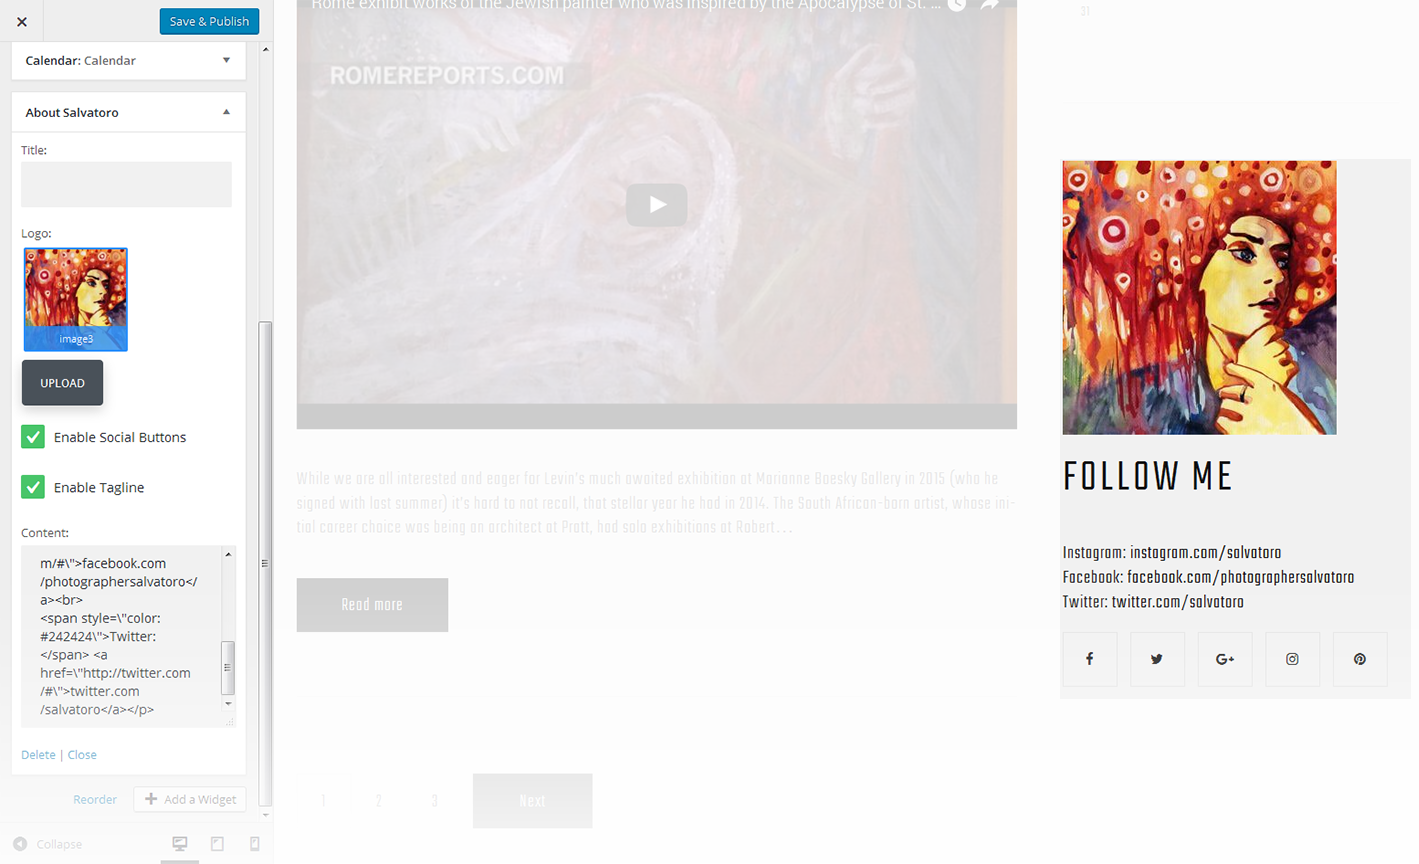 Save & Publish
Calendar: Calendar
About Salvatoro
Title:
Logo:
image3
UPLOAD
Enable Social Buttons
Enable Tagline
Content:
m/#\">facebook.com
/photographersalvatoro</
a><br>
<span style=\"color:
#242424\">Twitter:
</span> <a
href=\"http://twitter.com
/#\">twitter.com
/salvatoro</a></p>
Delete | Close
Reorder
Add a Widget
Collapse
Rome exhibit works of the Jewish painter who was inspired by the Apocalypse of St. ...
ROMEREPORTS.COM
While we are all interested and eager for Levin's much awaited exhibition at Marianne Boesky Gallery in 2015 (who he
signed with last summer) it's hard to not recall, that stellar year he had in 2014. The South African-born artist, whose ini-
tial career choice was being an architect at Pratt, had solo exhibitions at Robert...
Read more
1 2 3 Next
31
FOLLOW ME
Instagram: instagram.com/salvatoro
Facebook: facebook.com/photographersalvatoro
Twitter: twitter.com/salvatoro